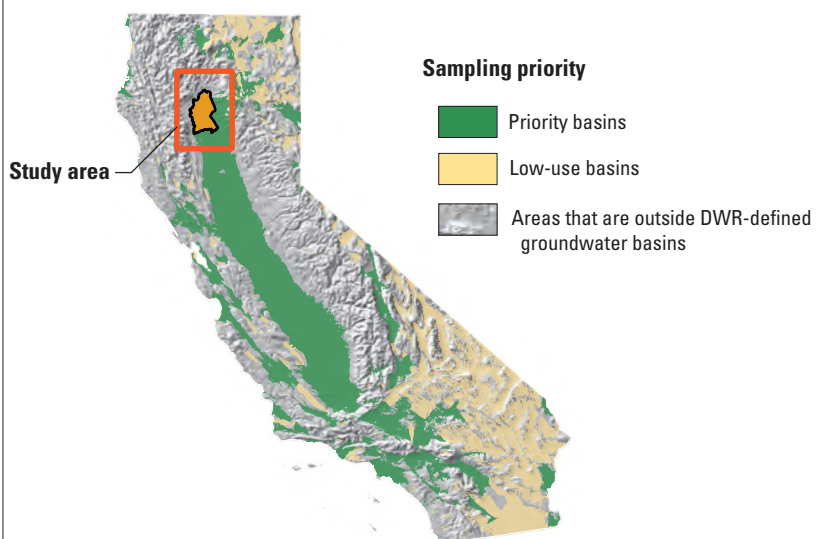 Sampling priority
Priority basins
Low-use basins
Areas that are outside DWR-defined
groundwater basins
Study area